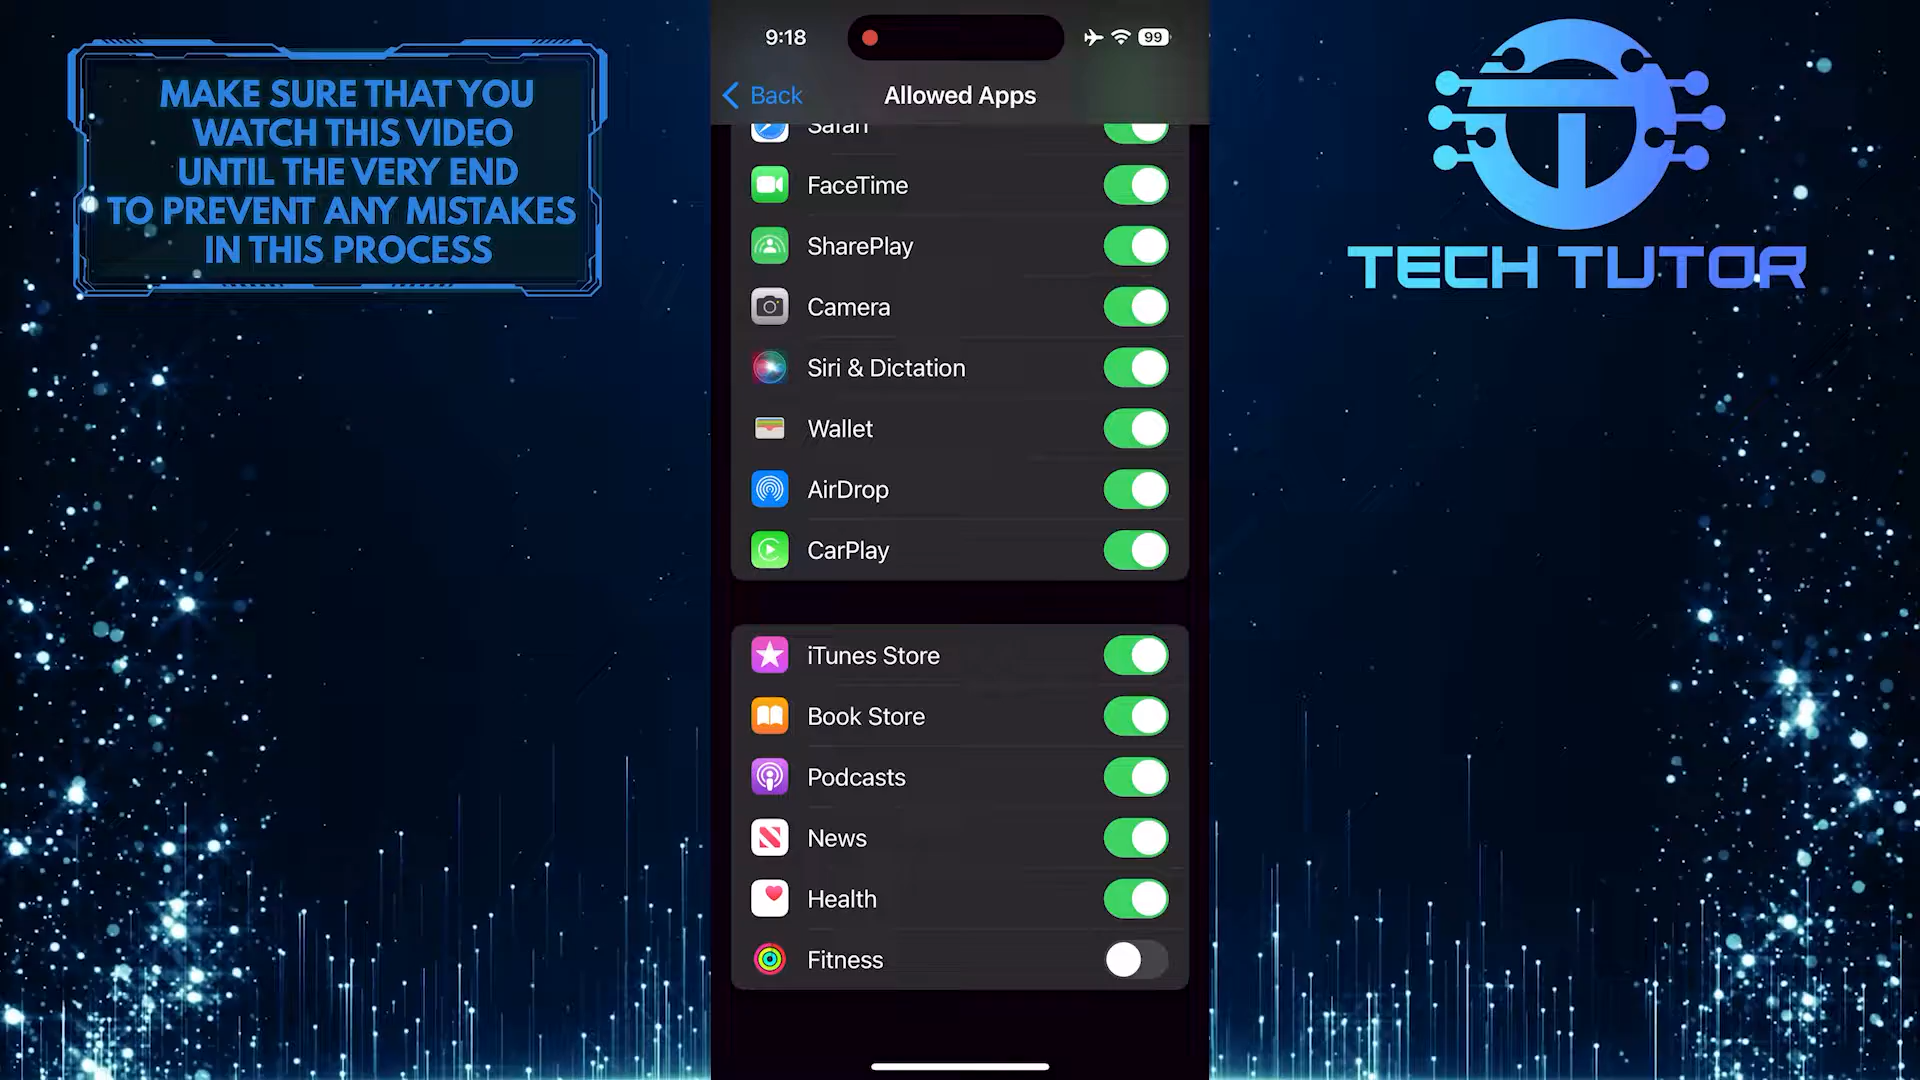 MAKE SURE THAT YOU
WATCH THIS VIDEO
UNTIL THE VERY END
TO PREVENT ANY MISTAKES
IN THIS PROCESS
9:18
99
Back
Allowed Apps
Safari
FaceTime
SharePlay
Camera
Siri & Dictation
Wallet
AirDrop
CarPlay
iTunes Store
Book Store
Podcasts
News
Health
Fitness
TECH TUTOR